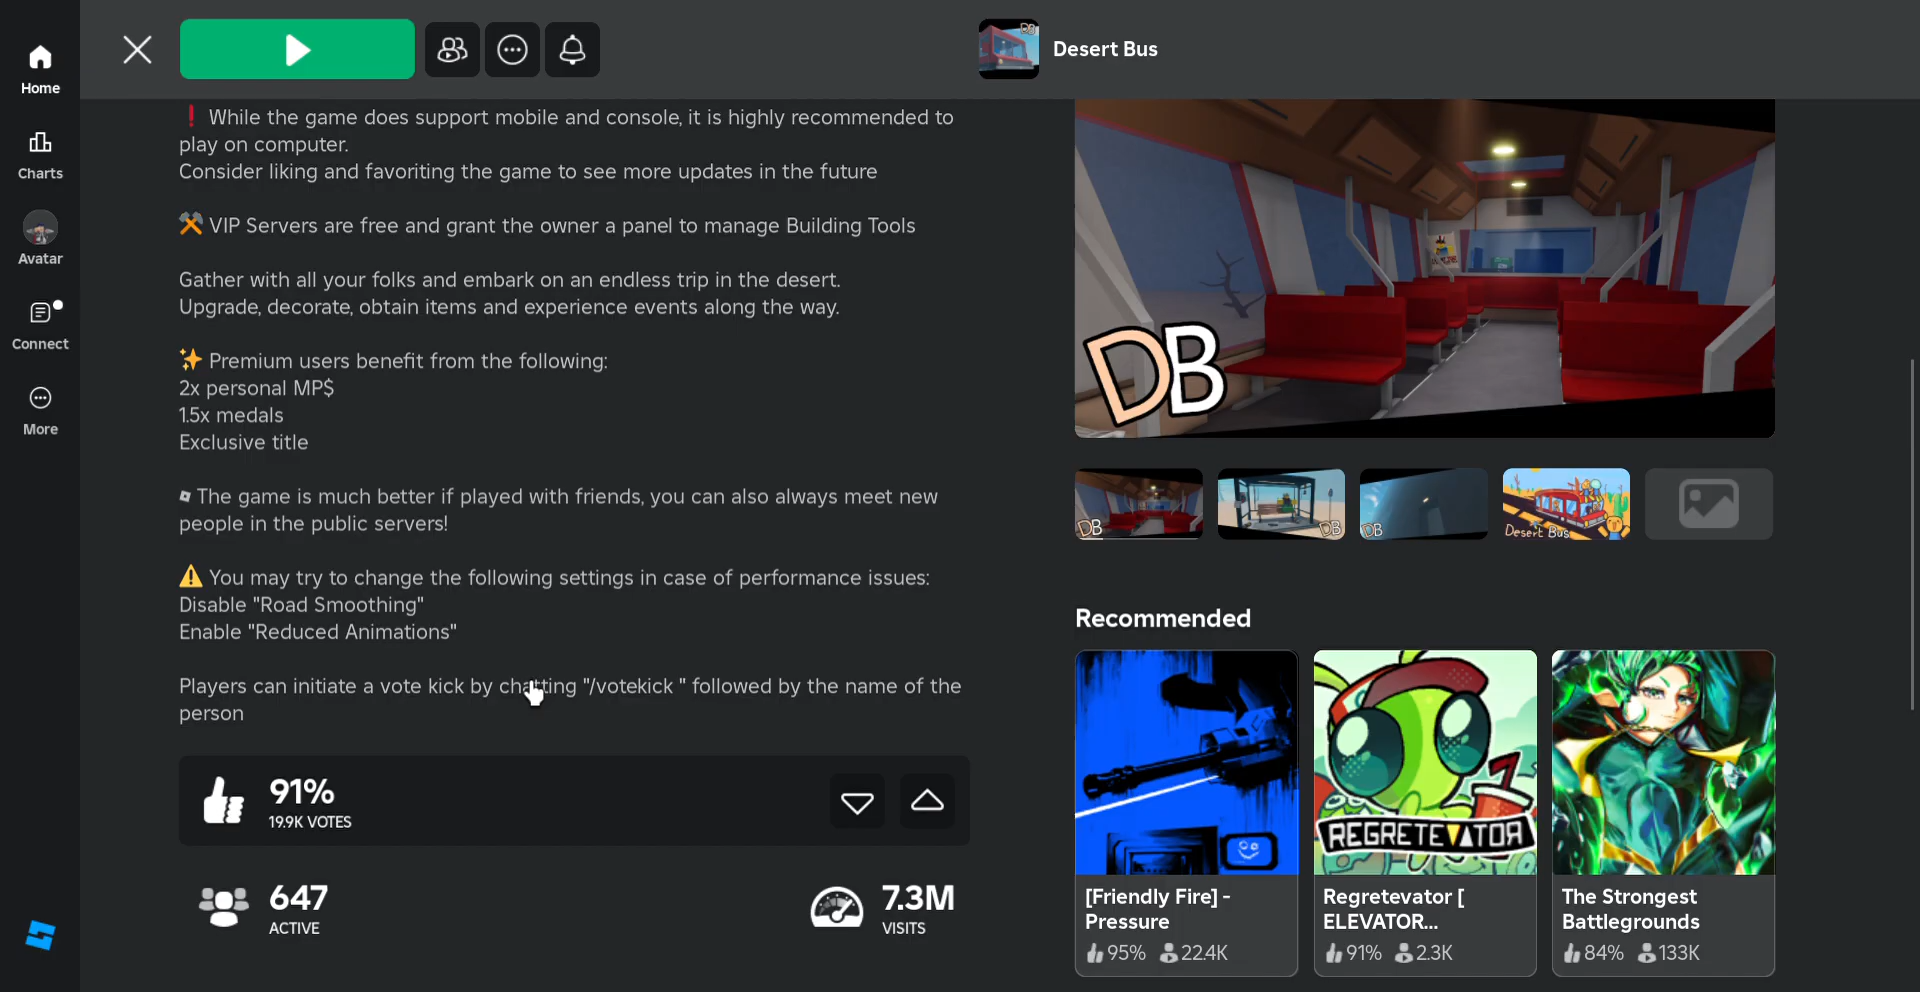 Desert Bus
Home
Charts
Avatar
Connect
More
❗ While the game does support mobile and console, it is highly recommended to
play on computer.
Consider liking and favoriting the game to see more updates in the future
⚒️ VIP Servers are free and grant the owner a panel to manage Building Tools
Gather with all your folks and embark on an endless trip in the desert.
Upgrade, decorate, obtain items and experience events along the way.
✨ Premium users benefit from the following:
2x personal MP$
1.5x medals
Exclusive title
The game is much better if played with friends, you can also always meet new
people in the public servers!
⚠️ You may try to change the following settings in case of performance issues:
Disable "Road Smoothing"
Enable "Reduced Animations"
Players can initiate a vote kick by chatting "/votekick " followed by the name of the
person
91%
19.9K VOTES
647
ACTIVE
7.3M
VISITS
DB
DB
DB
DB
DB
Desert Bus
Recommended
REGRETEVATOR
[Friendly Fire] -
Pressure
95% 22.4K
Regretevator [
ELEVATOR...
91% 2.3K
The Strongest
Battlegrounds
84% 133K